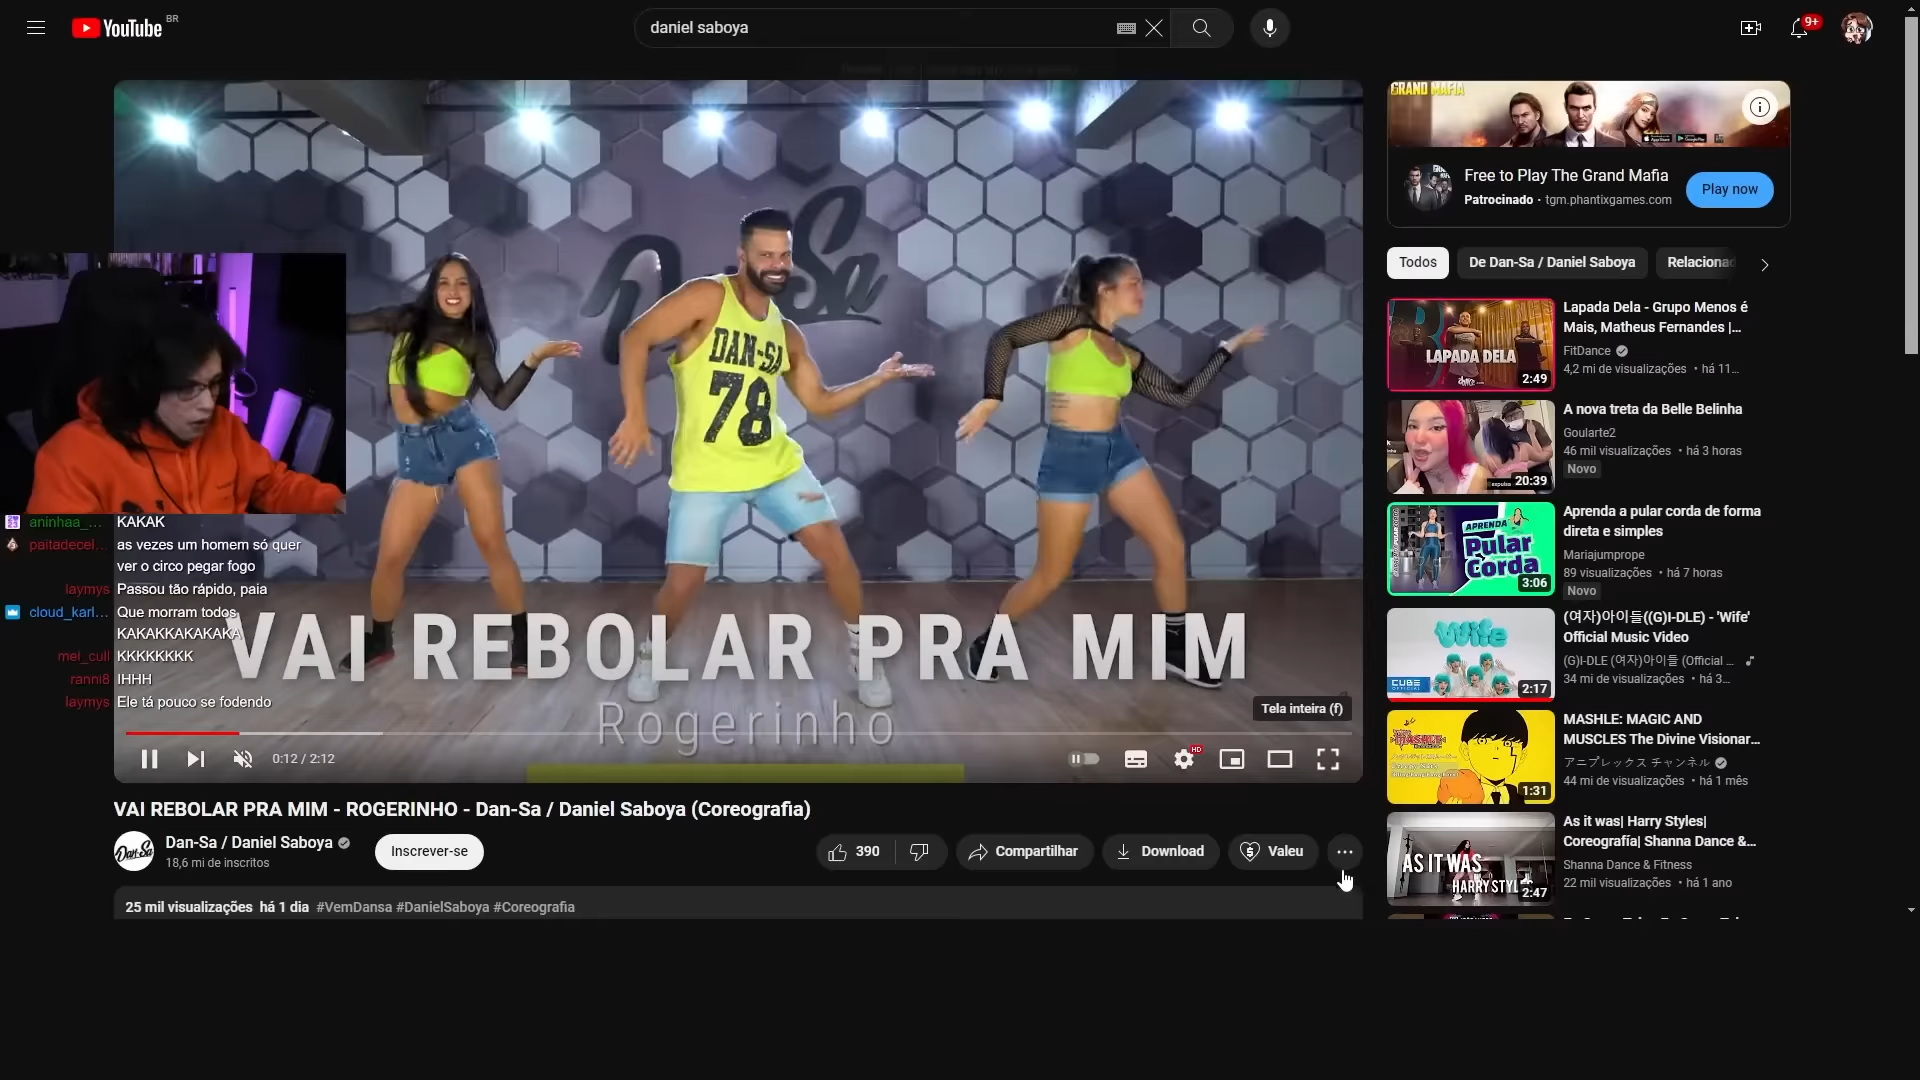 YouTube BR
daniel saboya
9+
DAN-SA
78
VAI REBOLAR PRA MIM
Rogerinho
Tela inteira (f)
0:12 / 2:12
HD
aninhaa_... KAKAK
paitadecel... as vezes um homem só quer
ver o circo pegar fogo
laymys Passou tão rápido, paia
cloud_karl... Que morram todos
KAKAKKAKAKAKA
mel_cull KKKKKKKK
ranni8 IHHH
laymys Ele tá pouco se fodendo
VAI REBOLAR PRA MIM - ROGERINHO - Dan-Sa / Daniel Saboya (Coreografia)
Dan-Sa
Dan-Sa / Daniel Saboya
18,6 mi de inscritos
Inscrever-se
390
Compartilhar
Download
Valeu
25 mil visualizações há 1 dia #VemDansa #DanielSaboya #Coreografia
GRAND MAFIA
Free to Play The Grand Mafia
Patrocinado · tgm.phantixgames.com
Play now
Todos
De Dan-Sa / Daniel Saboya
Relacionad
LAPADA DELA
2:49
Lapada Dela - Grupo Menos é
Mais, Matheus Fernandes |...
FitDance
4,2 mi de visualizações • há 11...
20:39
A nova treta da Belle Belinha
Goularte2
46 mil visualizações • há 3 horas
Novo
APRENDA
Pular
Corda
3:06
Aprenda a pular corda de forma
direta e simples
Mariajumprope
89 visualizações • há 7 horas
Novo
Wife
CUBE
2:17
(여자)아이들((G)I-DLE) - 'Wife'
Official Music Video
(G)I-DLE (여자)아이들 (Official ...
34 mi de visualizações • há 3...
MASHLE
1:31
MASHLE: MAGIC AND
MUSCLES The Divine Visionar...
アニプレックス チャンネル
44 mi de visualizações • há 1 mês
AS IT WAS
HARRY STYL
2:47
As it was| Harry Styles|
Coreografía| Shanna Dance &...
Shanna Dance & Fitness
22 mil visualizações • há 1 ano